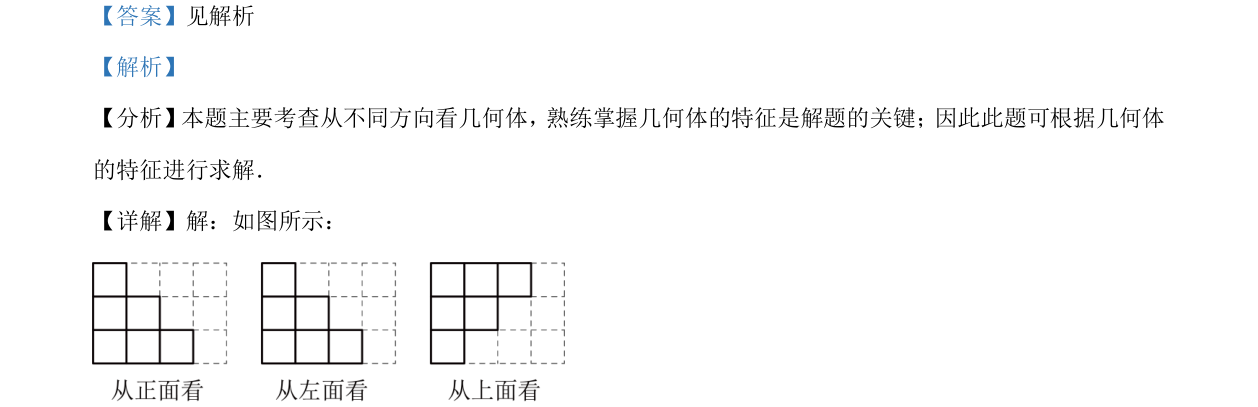 【答案】见解析
【解析】
【分析】本题主要考查从不同方向看几何体，熟练掌握几何体的特征是解题的关键；因此此题可根据几何体
的特征进行求解．
【详解】解：如图所示：
从正面看 从左面看 从上面看